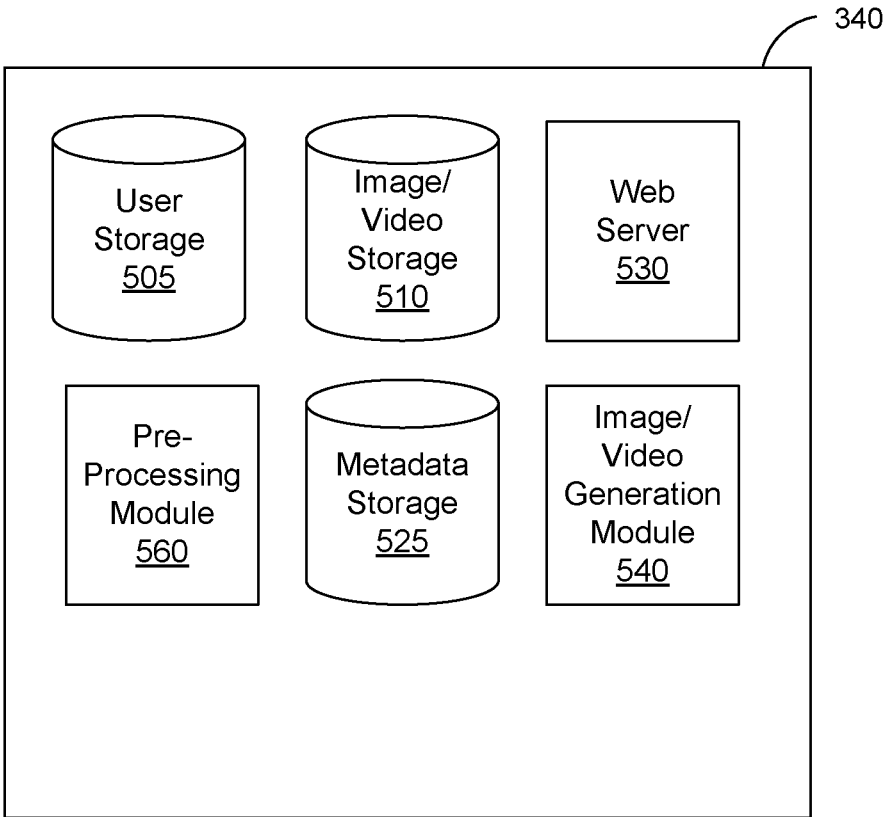 340
User
Storage
505
Image/
Video
Storage
510
Web
Server
530
Pre-
Processing
Module
560
Metadata
Storage
525
Image/
Video
Generation
Module
540